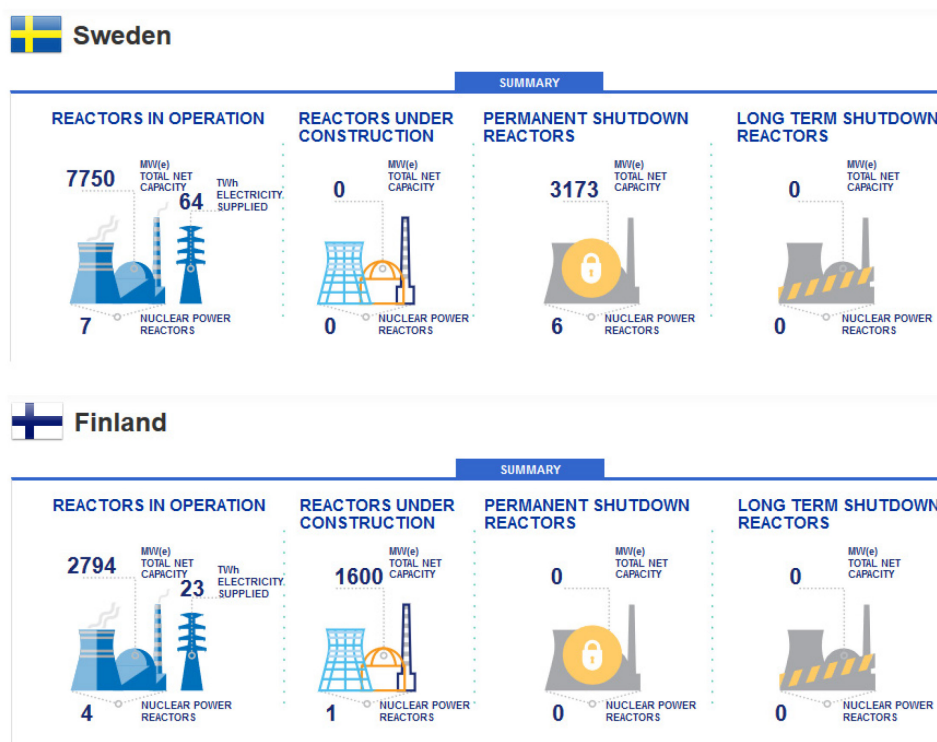 Sweden
SUMMARY
REACTORS IN OPERATION
7750
MW(e)
TOTAL NET
CAPACITY
64
TWh
ELECTRICITY
SUPPLIED
7
NUCLEAR POWER
REACTORS
REACTORS UNDER
CONSTRUCTION
0
MW(e)
TOTAL NET
CAPACITY
0
NUCLEAR POWER
REACTORS
PERMANENT SHUTDOWN
REACTORS
3173
MW(e)
TOTAL NET
CAPACITY
6
NUCLEAR POWER
REACTORS
LONG TERM SHUTDOWN
REACTORS
0
MW(e)
TOTAL NET
CAPACITY
0
NUCLEAR POWER
REACTORS
Finland
SUMMARY
REACTORS IN OPERATION
2794
MW(e)
TOTAL NET
CAPACITY
23
TWh
ELECTRICITY
SUPPLIED
4
NUCLEAR POWER
REACTORS
REACTORS UNDER
CONSTRUCTION
1600
MW(e)
TOTAL NET
CAPACITY
1
NUCLEAR POWER
REACTORS
PERMANENT SHUTDOWN
REACTORS
0
MW(e)
TOTAL NET
CAPACITY
0
NUCLEAR POWER
REACTORS
LONG TERM SHUTDOWN
REACTORS
0
MW(e)
TOTAL NET
CAPACITY
0
NUCLEAR POWER
REACTORS